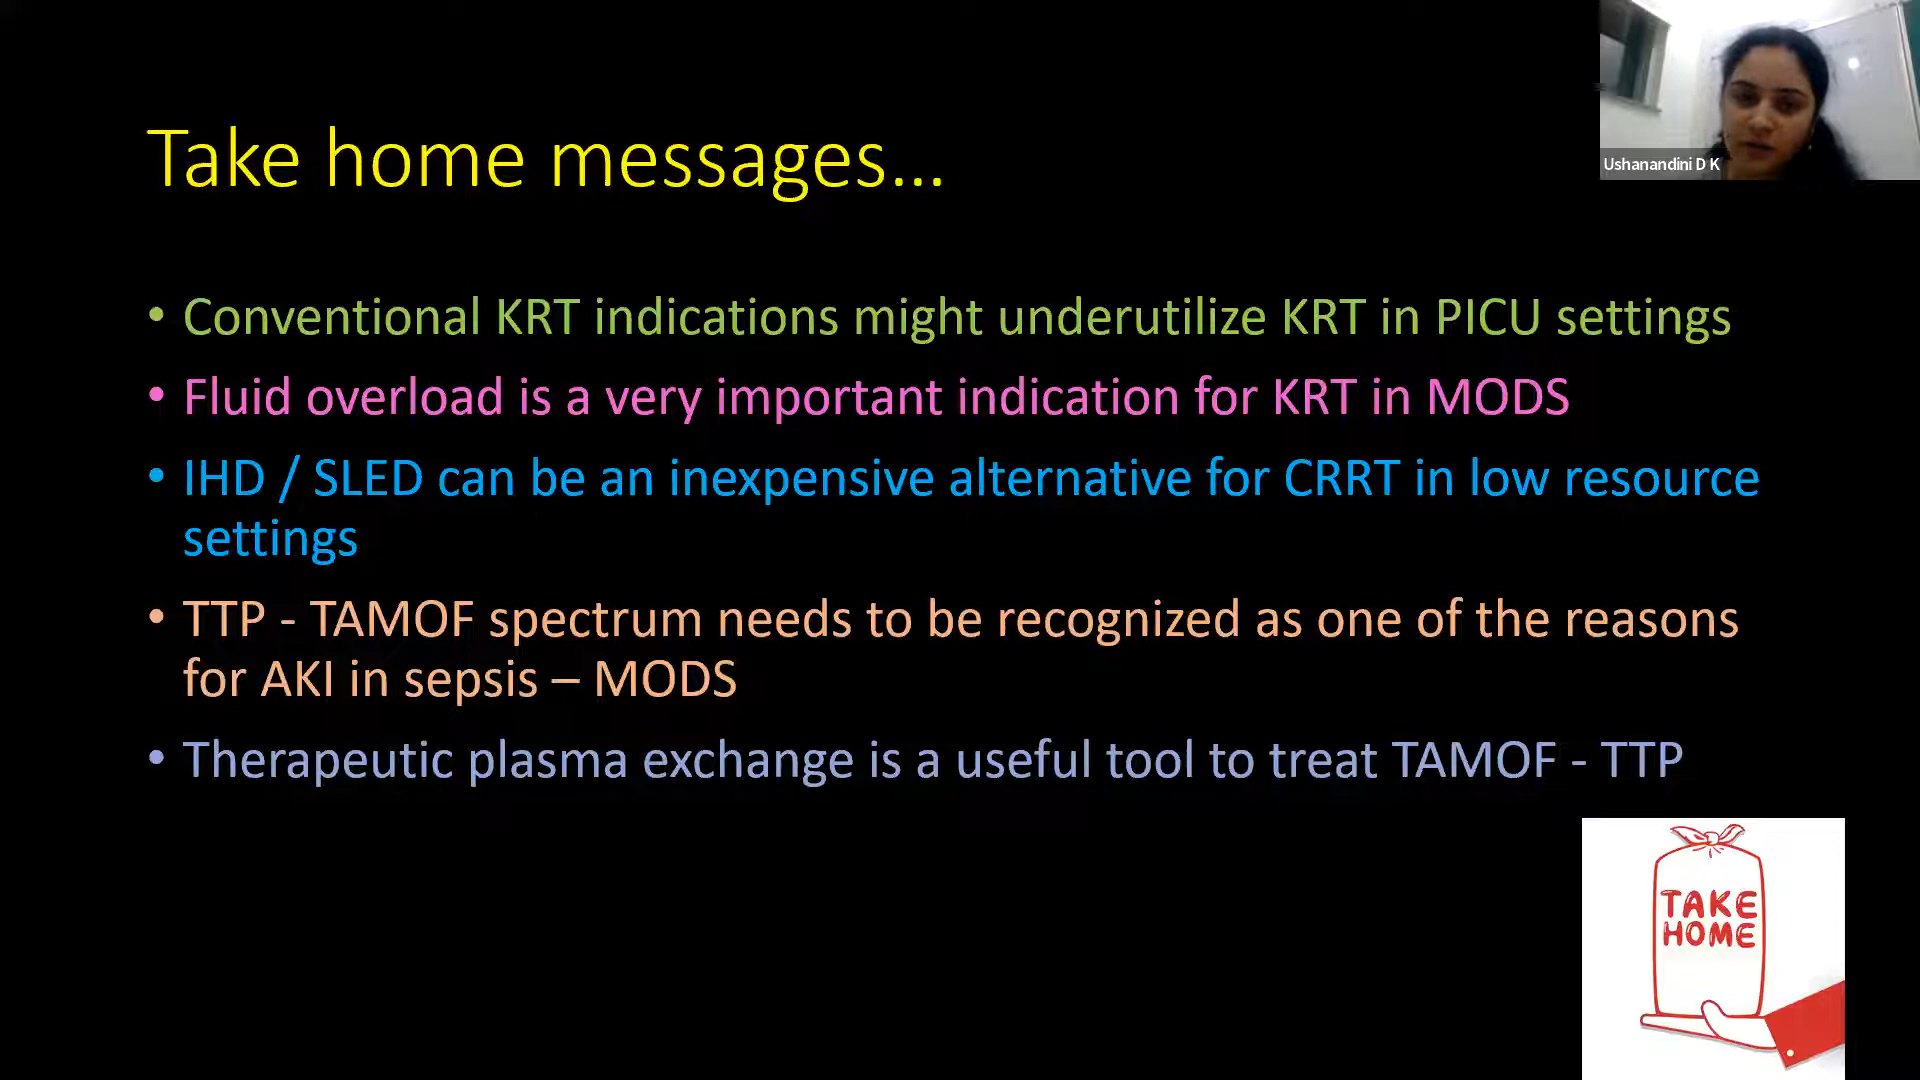 Take home messages...
Ushanandini D K
• Conventional KRT indications might underutilize KRT in PICU settings
• Fluid overload is a very important indication for KRT in MODS
• IHD / SLED can be an inexpensive alternative for CRRT in low resource
settings
• TTP - TAMOF spectrum needs to be recognized as one of the reasons
for AKI in sepsis – MODS
• Therapeutic plasma exchange is a useful tool to treat TAMOF - TTP
TAKE
HOME